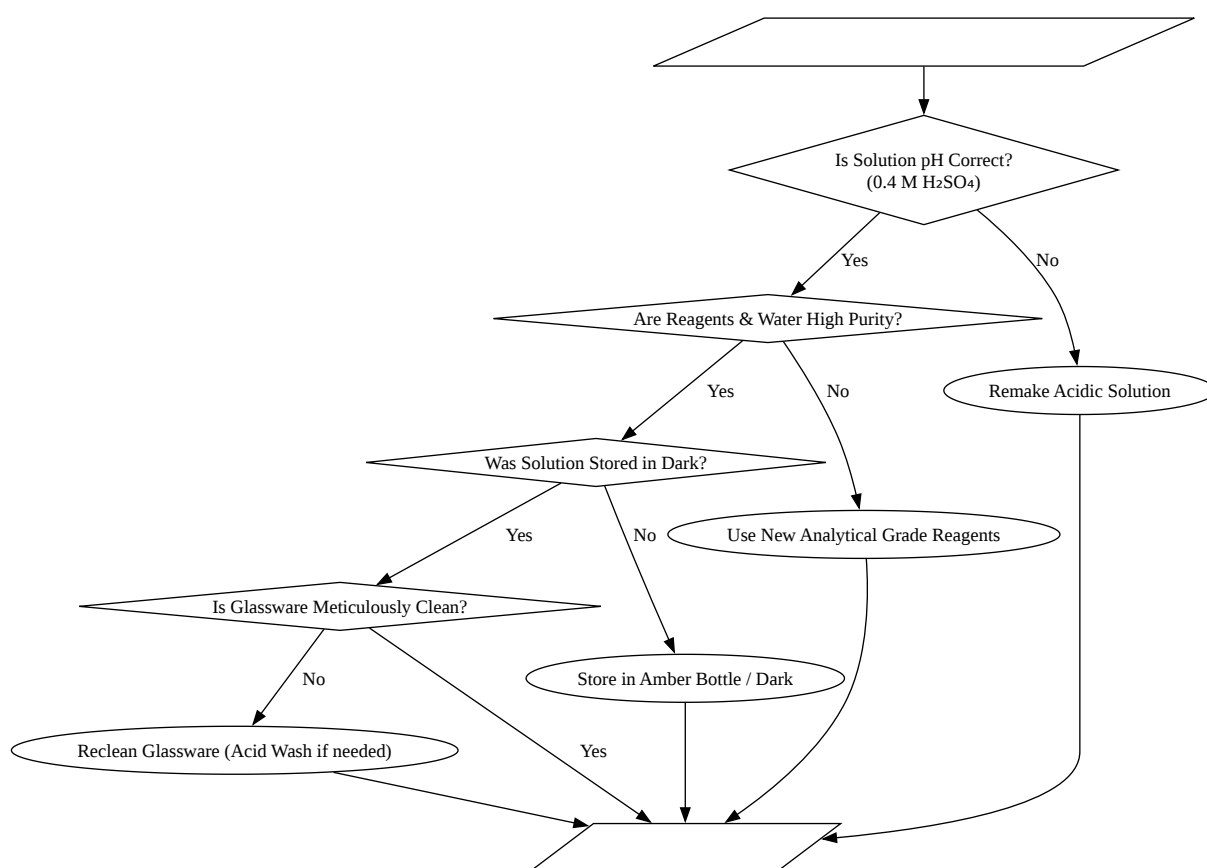 Is Solution pH Correct?
(0.4 M H₂SO₄)
Yes
No
Are Reagents & Water High Purity?
Yes
No
Remake Acidic Solution
Was Solution Stored in Dark?
Yes
No
Use New Analytical Grade Reagents
Is Glassware Meticulously Clean?
No
Store in Amber Bottle / Dark
Reclean Glassware (Acid Wash if needed)
Yes